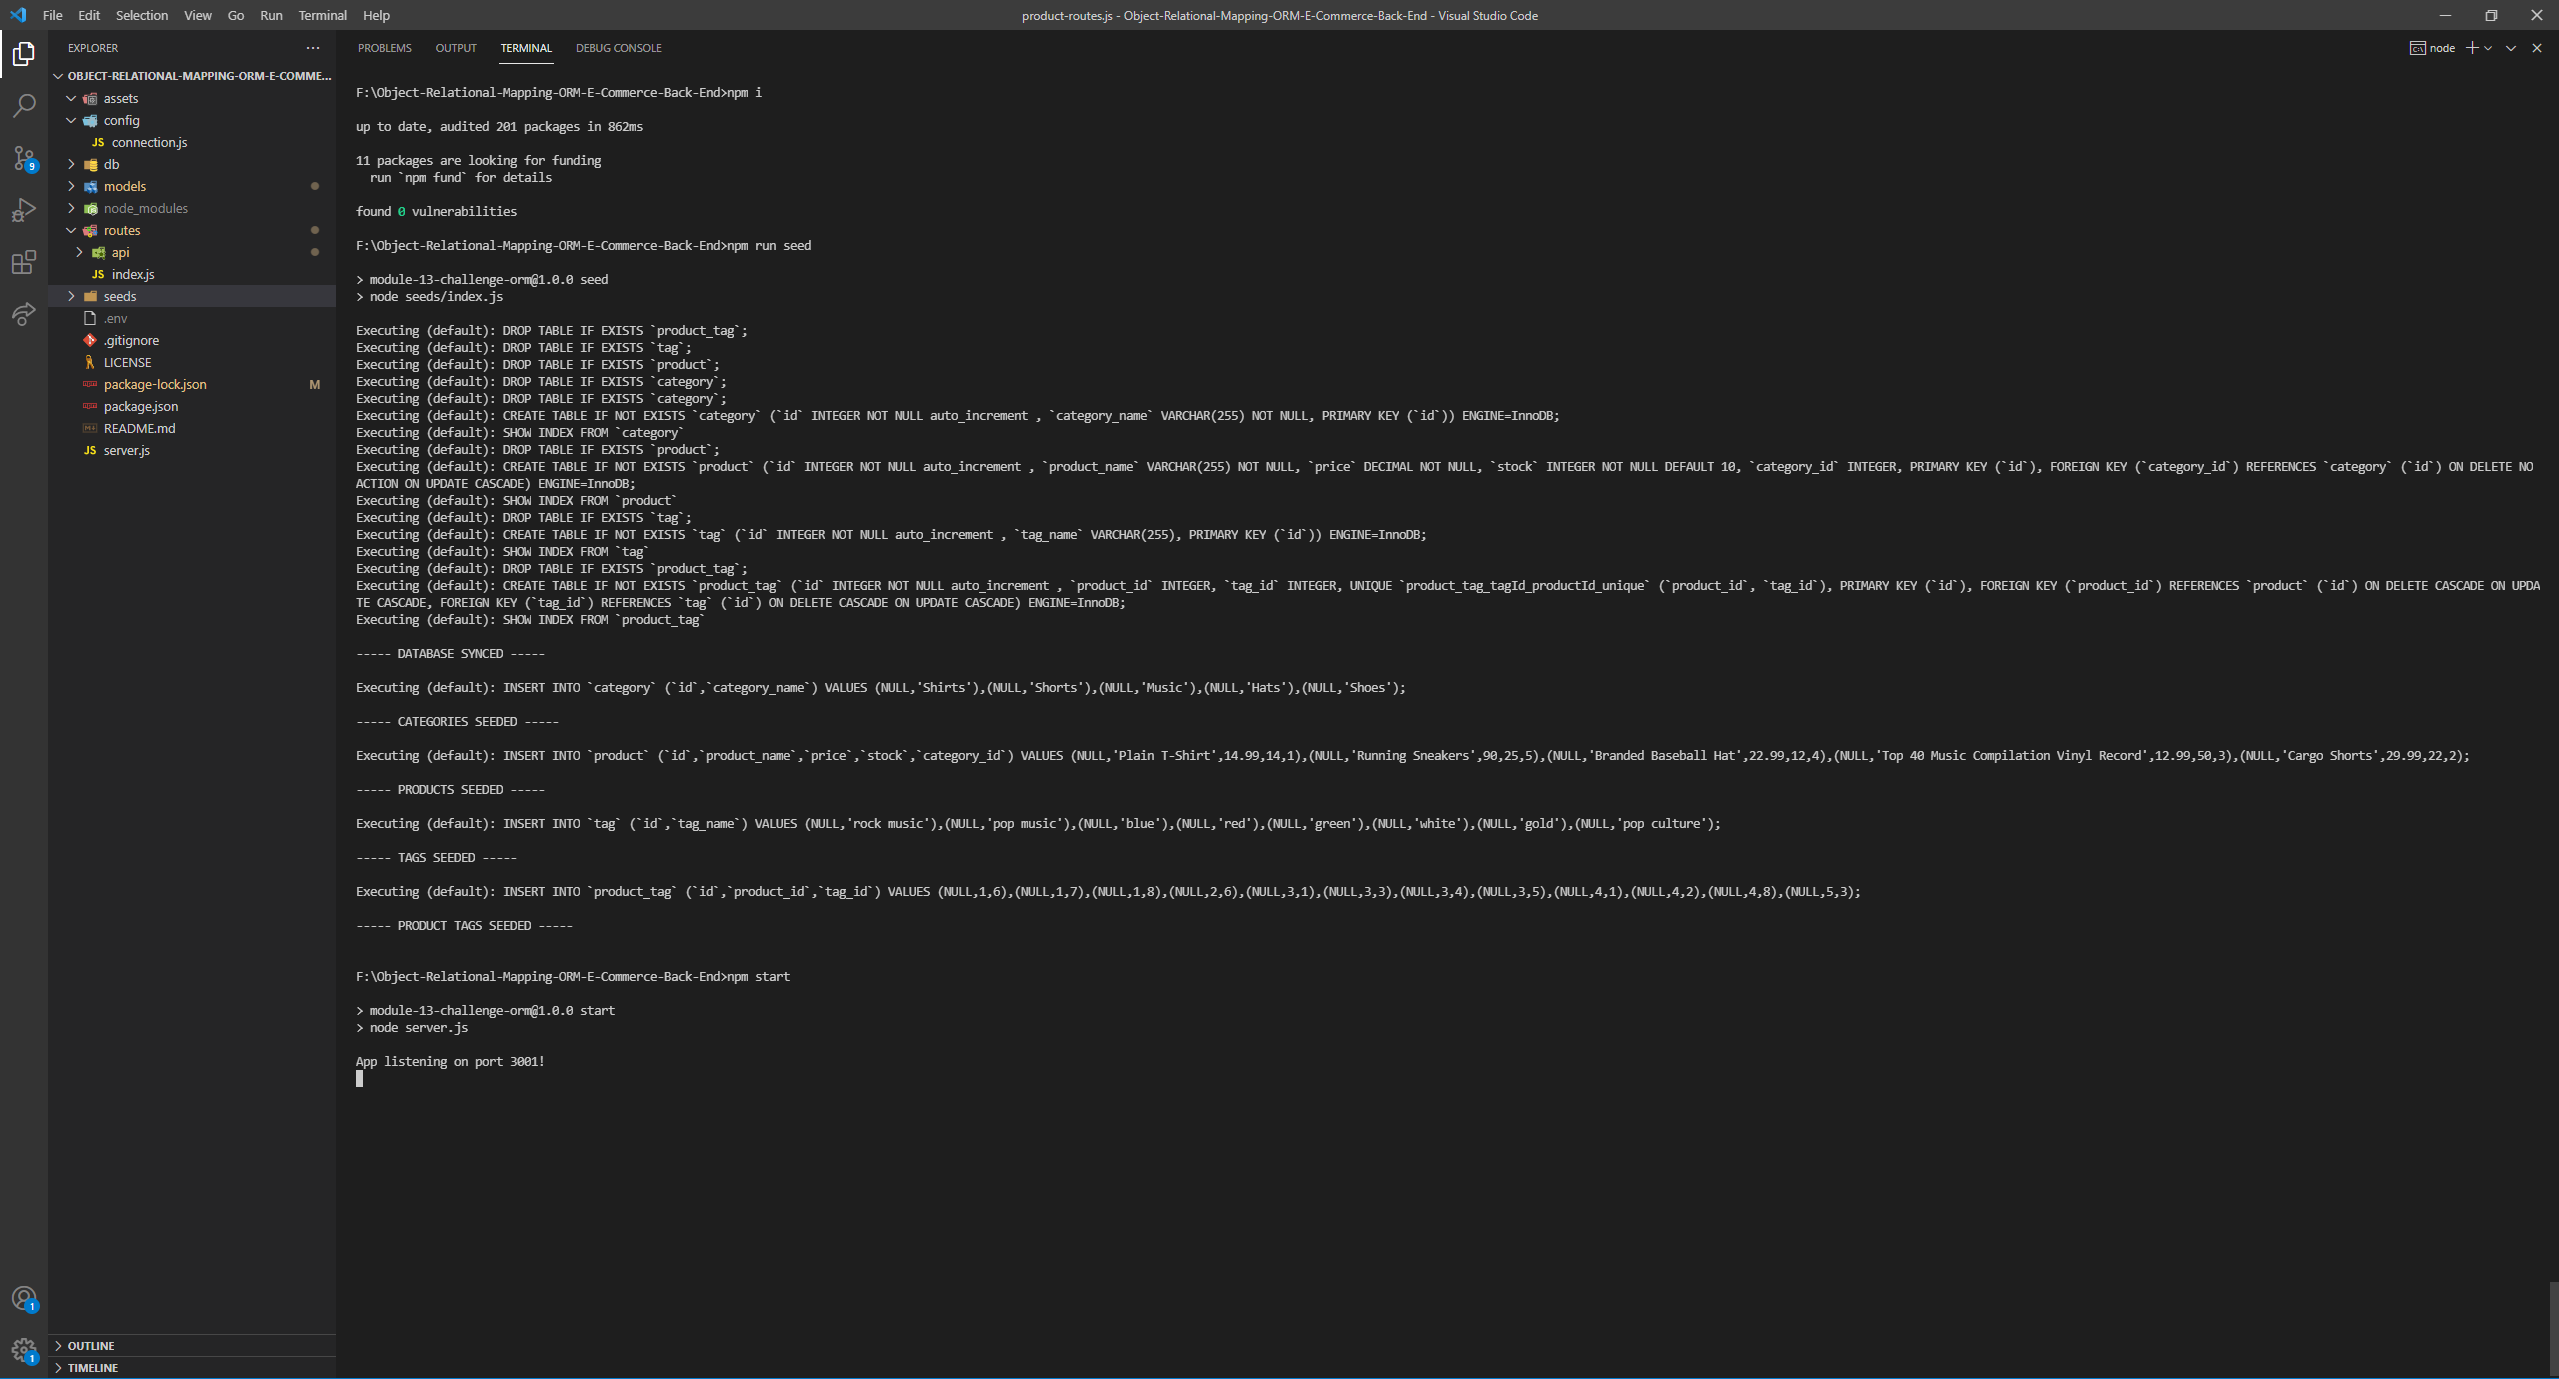 File Edit Selection View Go Run Terminal Help
product-routes.js - Object-Relational-Mapping-ORM-E-Commerce-Back-End - Visual Studio Code
EXPLORER
OBJECT-RELATIONAL-MAPPING-ORM-E-COMME...
assets
config
JS connection.js
db
models
node_modules
routes
api
JS index.js
seeds
.env
.gitignore
LICENSE
package-lock.json M
package.json
README.md
JS server.js
OUTLINE
TIMELINE
9
1
1
PROBLEMS OUTPUT TERMINAL DEBUG CONSOLE
node
F:\Object-Relational-Mapping-ORM-E-Commerce-Back-End>npm i
up to date, audited 201 packages in 862ms
11 packages are looking for funding
run `npm fund` for details
found 0 vulnerabilities
F:\Object-Relational-Mapping-ORM-E-Commerce-Back-End>npm run seed
> module-13-challenge-orm@1.0.0 seed
> node seeds/index.js
Executing (default): DROP TABLE IF EXISTS `product_tag`;
Executing (default): DROP TABLE IF EXISTS `tag`;
Executing (default): DROP TABLE IF EXISTS `product`;
Executing (default): DROP TABLE IF EXISTS `category`;
Executing (default): DROP TABLE IF EXISTS `category`;
Executing (default): CREATE TABLE IF NOT EXISTS `category` (`id` INTEGER NOT NULL auto_increment , `category_name` VARCHAR(255) NOT NULL, PRIMARY KEY (`id`)) ENGINE=InnoDB;
Executing (default): SHOW INDEX FROM `category`
Executing (default): DROP TABLE IF EXISTS `product`;
Executing (default): CREATE TABLE IF NOT EXISTS `product` (`id` INTEGER NOT NULL auto_increment , `product_name` VARCHAR(255) NOT NULL, `price` DECIMAL NOT NULL, `stock` INTEGER NOT NULL DEFAULT 10, `category_id` INTEGER, PRIMARY KEY (`id`), FOREIGN KEY (`category_id`) REFERENCES `category` (`id`) ON DELETE NO
ACTION ON UPDATE CASCADE) ENGINE=InnoDB;
Executing (default): SHOW INDEX FROM `product`
Executing (default): DROP TABLE IF EXISTS `tag`;
Executing (default): CREATE TABLE IF NOT EXISTS `tag` (`id` INTEGER NOT NULL auto_increment , `tag_name` VARCHAR(255), PRIMARY KEY (`id`)) ENGINE=InnoDB;
Executing (default): SHOW INDEX FROM `tag`
Executing (default): DROP TABLE IF EXISTS `product_tag`;
Executing (default): CREATE TABLE IF NOT EXISTS `product_tag` (`id` INTEGER NOT NULL auto_increment , `product_id` INTEGER, `tag_id` INTEGER, UNIQUE `product_tag_tagId_productId_unique` (`product_id`, `tag_id`), PRIMARY KEY (`id`), FOREIGN KEY (`product_id`) REFERENCES `product` (`id`) ON DELETE CASCADE ON UPDA
TE CASCADE, FOREIGN KEY (`tag_id`) REFERENCES `tag` (`id`) ON DELETE CASCADE ON UPDATE CASCADE) ENGINE=InnoDB;
Executing (default): SHOW INDEX FROM `product_tag`
----- DATABASE SYNCED -----
Executing (default): INSERT INTO `category` (`id`,`category_name`) VALUES (NULL,'Shirts'),(NULL,'Shorts'),(NULL,'Music'),(NULL,'Hats'),(NULL,'Shoes');
----- CATEGORIES SEEDED -----
Executing (default): INSERT INTO `product` (`id`,`product_name`,`price`,`stock`,`category_id`) VALUES (NULL,'Plain T-Shirt',14.99,14,1),(NULL,'Running Sneakers',90,25,5),(NULL,'Branded Baseball Hat',22.99,12,4),(NULL,'Top 40 Music Compilation Vinyl Record',12.99,50,3),(NULL,'Cargo Shorts',29.99,22,2);
----- PRODUCTS SEEDED -----
Executing (default): INSERT INTO `tag` (`id`,`tag_name`) VALUES (NULL,'rock music'),(NULL,'pop music'),(NULL,'blue'),(NULL,'red'),(NULL,'green'),(NULL,'white'),(NULL,'gold'),(NULL,'pop culture');
----- TAGS SEEDED -----
Executing (default): INSERT INTO `product_tag` (`id`,`product_id`,`tag_id`) VALUES (NULL,1,6),(NULL,1,7),(NULL,1,8),(NULL,2,6),(NULL,3,1),(NULL,3,3),(NULL,3,4),(NULL,3,5),(NULL,4,1),(NULL,4,2),(NULL,4,8),(NULL,5,3);
----- PRODUCT TAGS SEEDED -----
F:\Object-Relational-Mapping-ORM-E-Commerce-Back-End>npm start
> module-13-challenge-orm@1.0.0 start
> node server.js
App listening on port 3001!